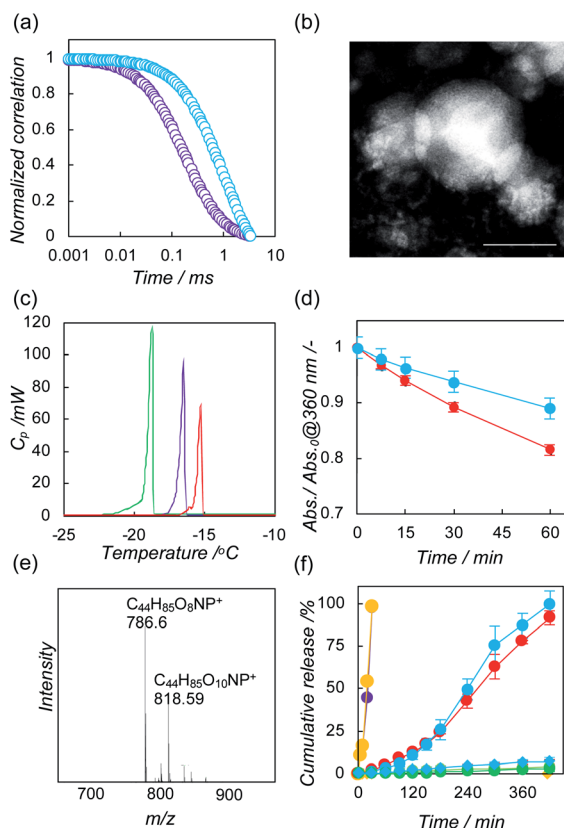 (a)
Normalized correlation
1
0.8
0.6
0.4
0.2
0
0.001
0.01
0.1
1
10
Time / ms
(b)
(c)
C_p /mW
120
100
80
60
40
20
0
-25
-20
-15
-10
Temperature /°C
(d)
Abs./ Abs.₀@360 nm /-
1
0.9
0.8
0.7
0
15
30
45
60
Time / min
(e)
Intensity
C₄₄H₈₅O₈NP⁺
786.6
C₄₄H₈₅O₁₀NP⁺
818.59
700
800
900
m/z
(f)
Cumulative release /%
100
75
50
25
0
0
120
240
360
Time / min